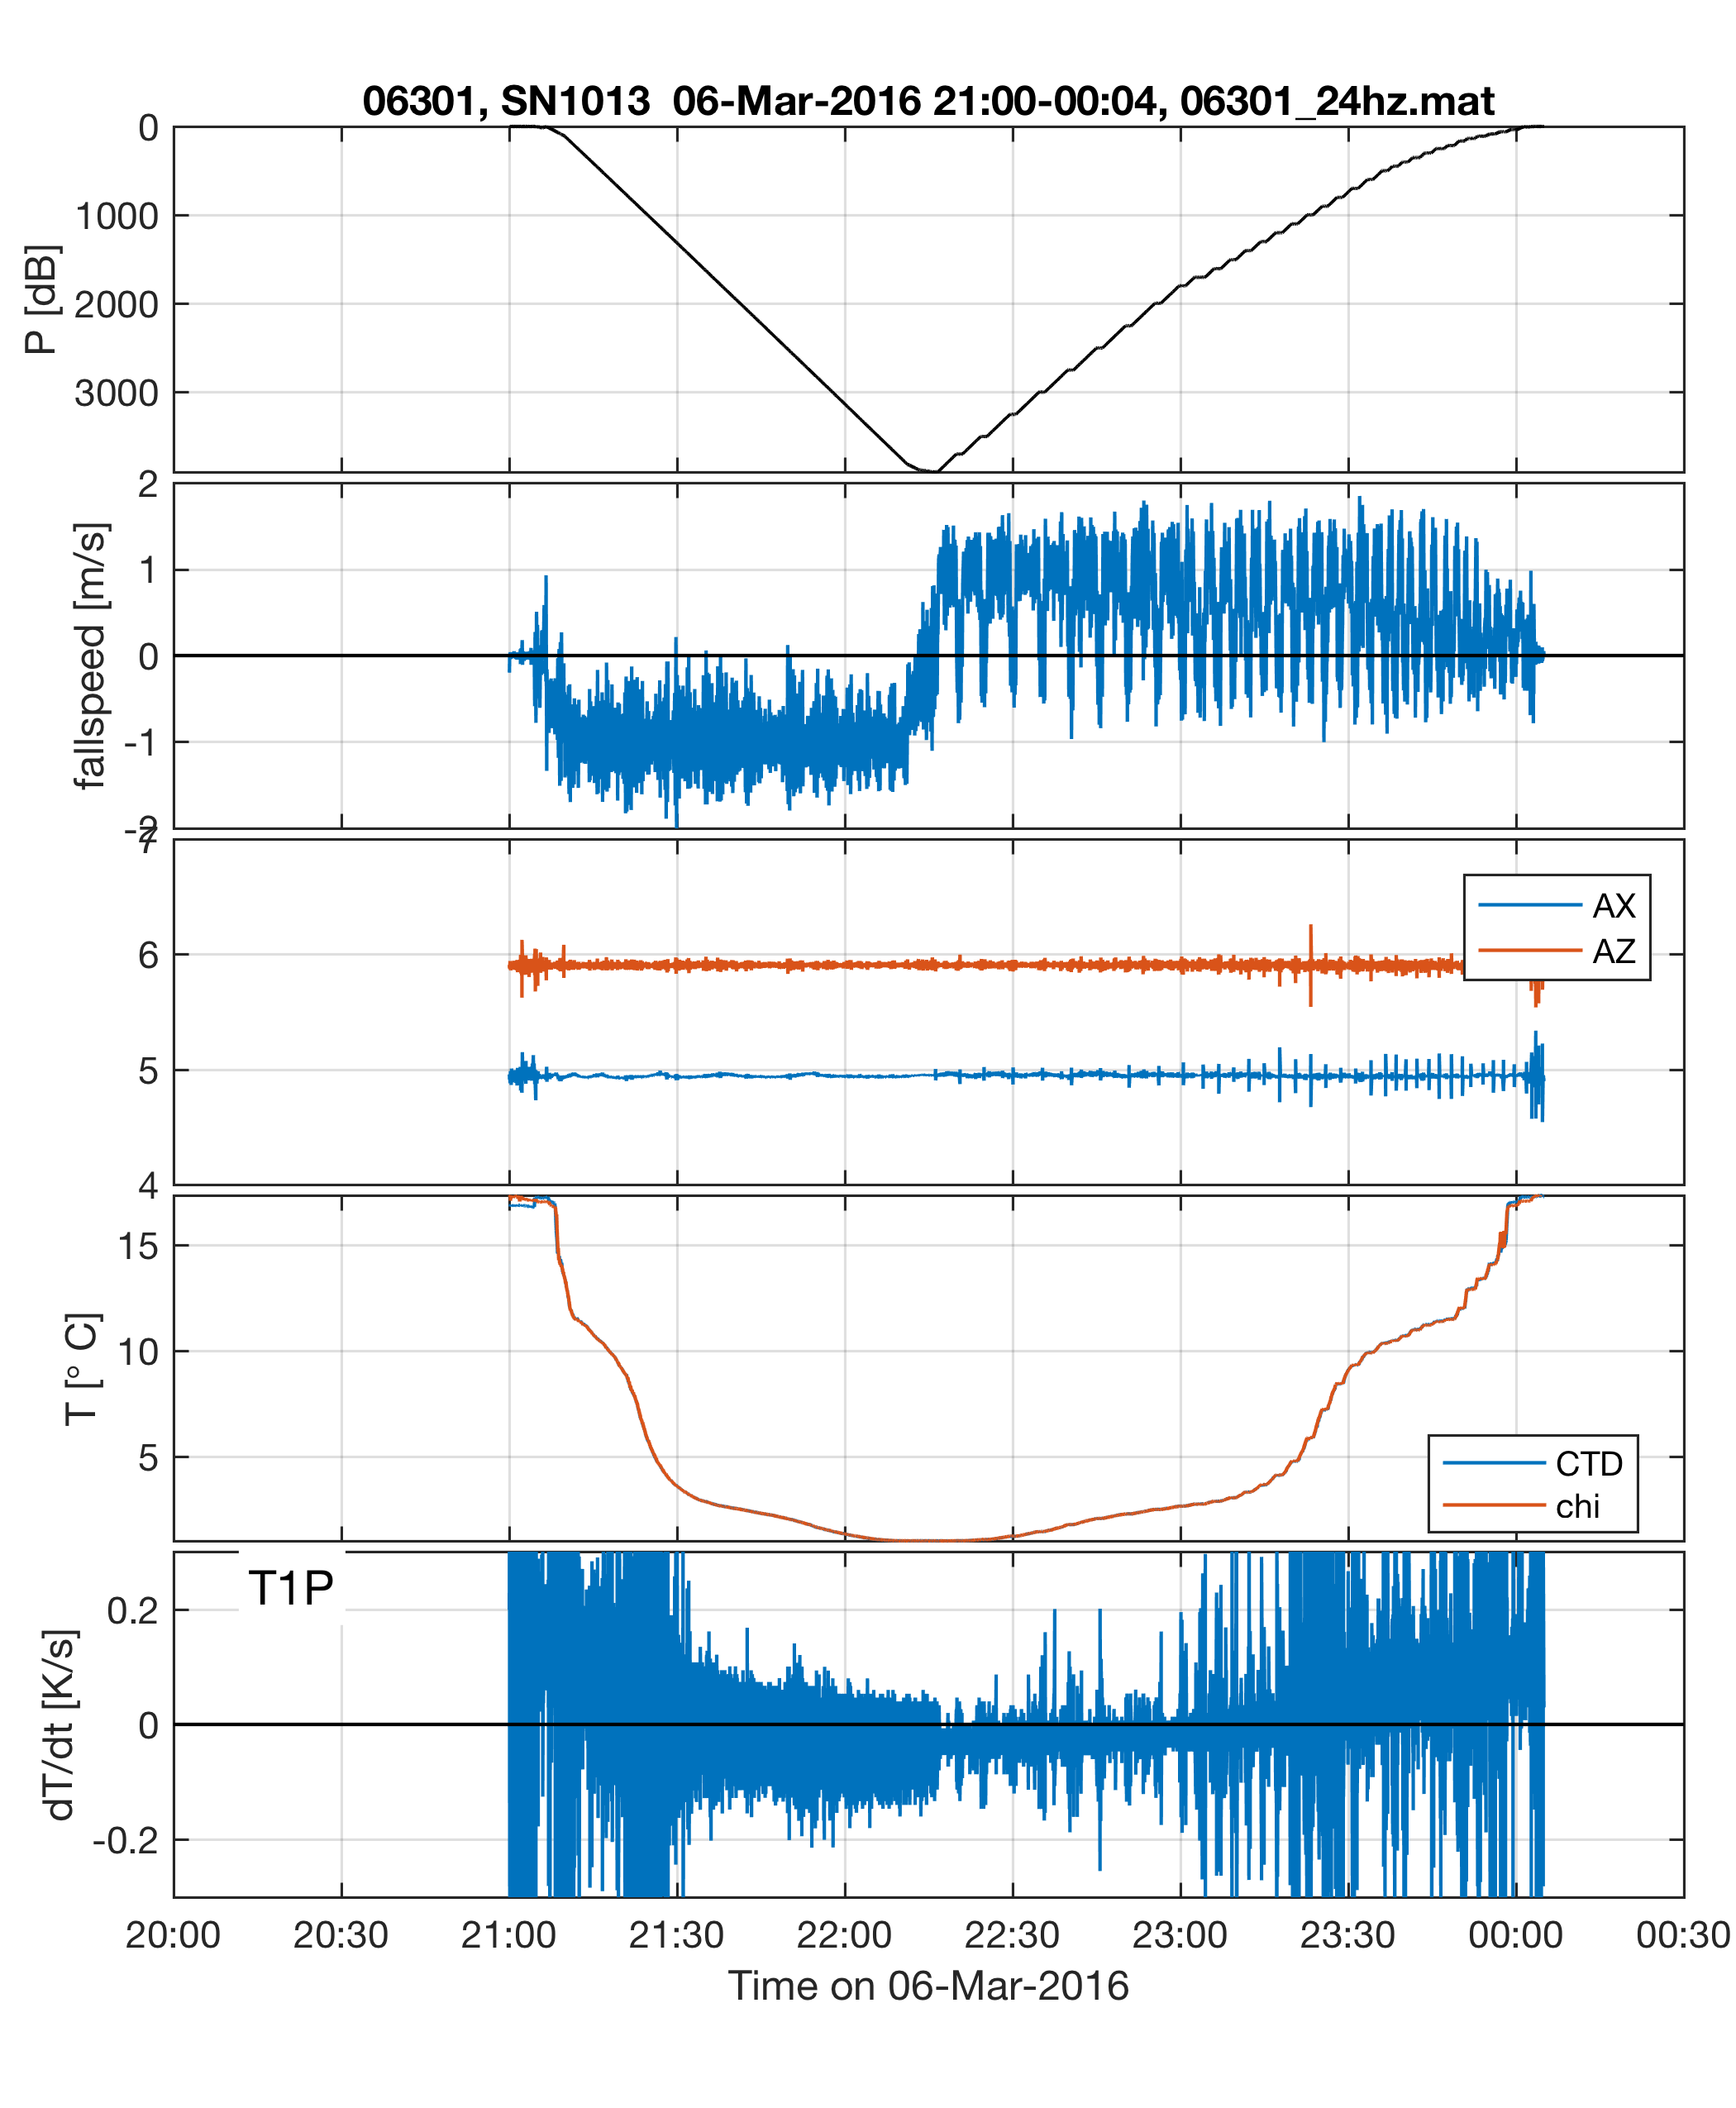 06301, SN1013  06-Mar-2016 21:00-00:04, 06301_24hz.mat
0
1000
2000
3000
P [dB]
2
1
0
-1
-2
fallspeed [m/s]
7
6
5
4
AX
AZ
15
10
5
T [° C]
CTD
chi
T1P
0.2
0
-0.2
dT/dt [K/s]
20:00 20:30 21:00 21:30 22:00 22:30 23:00 23:30 00:00 00:30
Time on 06-Mar-2016